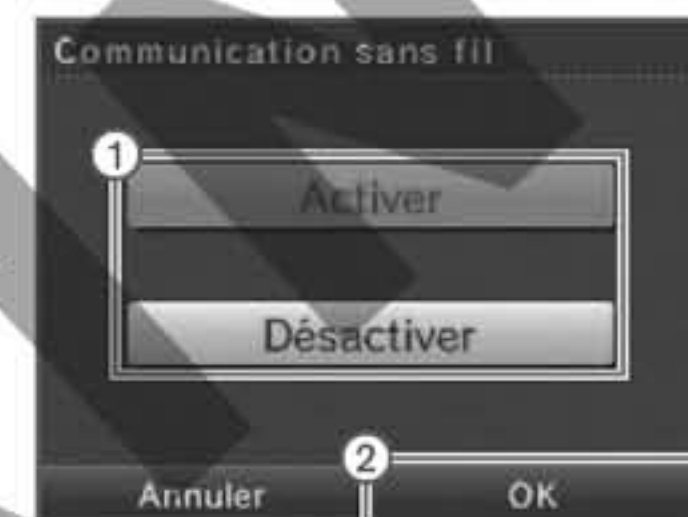 Communication sans fil
1
Activer
Désactiver
2
Annuler
OK